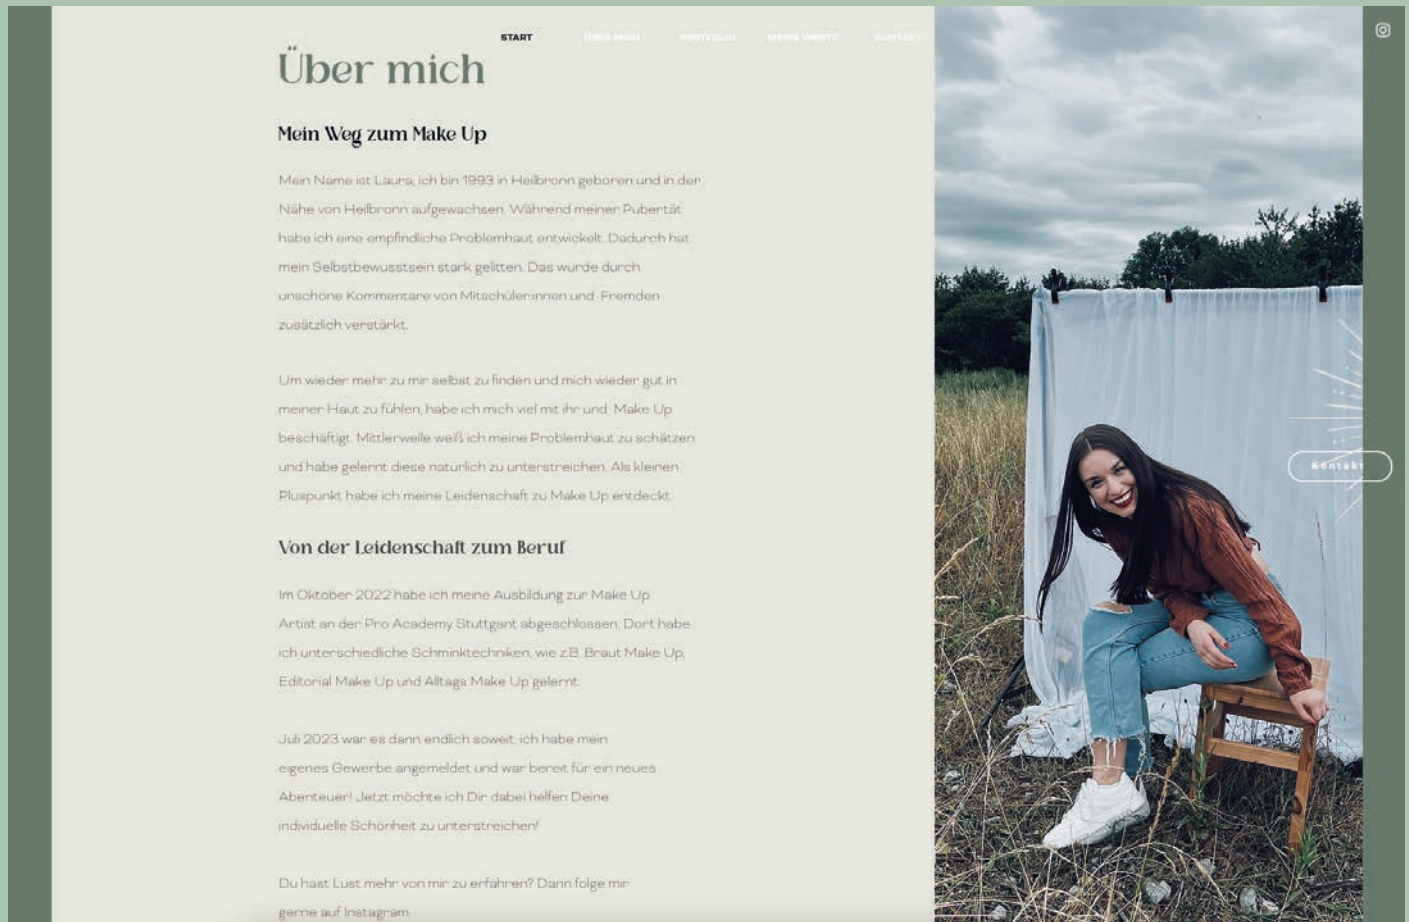 START ÜBER MICH PORTFOLIO MEINE WERTE KONTAKT
Über mich
Mein Weg zum Make Up
Mein Name ist Laura, ich bin 1993 in Heilbronn geboren und in der
Nähe von Heilbronn aufgewachsen. Während meiner Pubertät
habe ich eine empfindliche Problemhaut entwickelt. Dadurch hat
mein Selbstbewusstsein stark gelitten. Das wurde durch
unschöne Kommentare von Mitschüler:innen und Fremden
zusätzlich verstärkt.
Um wieder mehr zu mir selbst zu finden und mich wieder gut in
meiner Haut zu fühlen, habe ich mich viel mit ihr und Make Up
beschäftigt. Mittlerweile weiß ich meine Problemhaut zu schätzen
und habe gelernt diese natürlich zu unterstreichen. Als kleinen
Pluspunkt habe ich meine Leidenschaft zu Make Up entdeckt.
Von der Leidenschaft zum Beruf
Im Oktober 2022 habe ich meine Ausbildung zur Make Up
Artist an der Pro Academy Stuttgart abgeschlossen. Dort habe
ich unterschiedliche Schminktechniken, wie z.B. Braut Make Up,
Editorial Make Up und Alltags Make Up gelernt.
Juli 2023 war es dann endlich soweit, ich habe mein
eigenes Gewerbe angemeldet und war bereit für ein neues
Abenteuer! Jetzt möchte ich Dir dabei helfen Deine
individuelle Schönheit zu unterstreichen!
Du hast Lust mehr von mir zu erfahren? Dann folge mir
gerne auf Instagram.
Kontakt